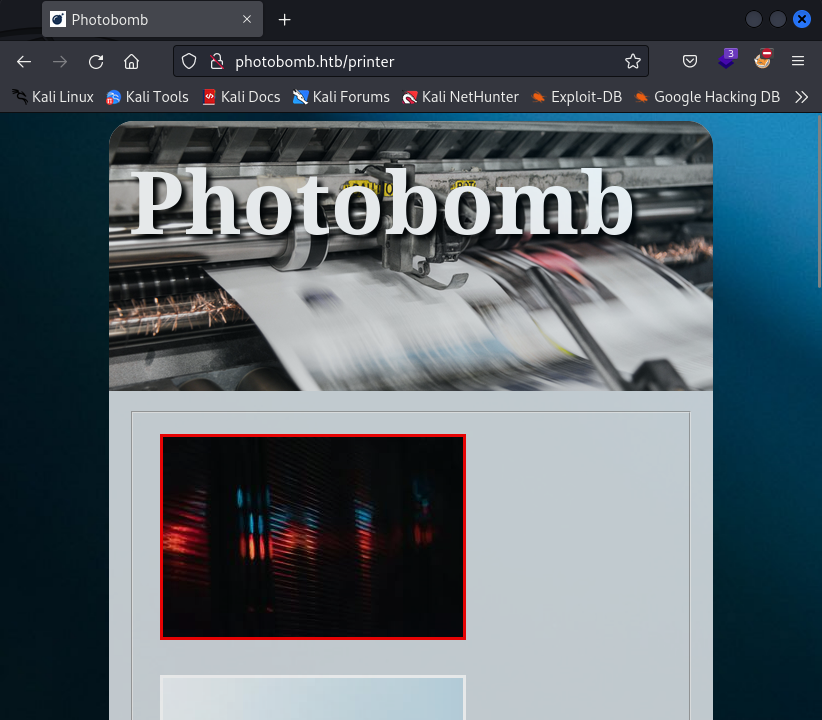 Photobomb
photobomb.htb/printer
3
Kali Linux Kali Tools Kali Docs Kali Forums Kali NetHunter Exploit-DB Google Hacking DB
Photobomb